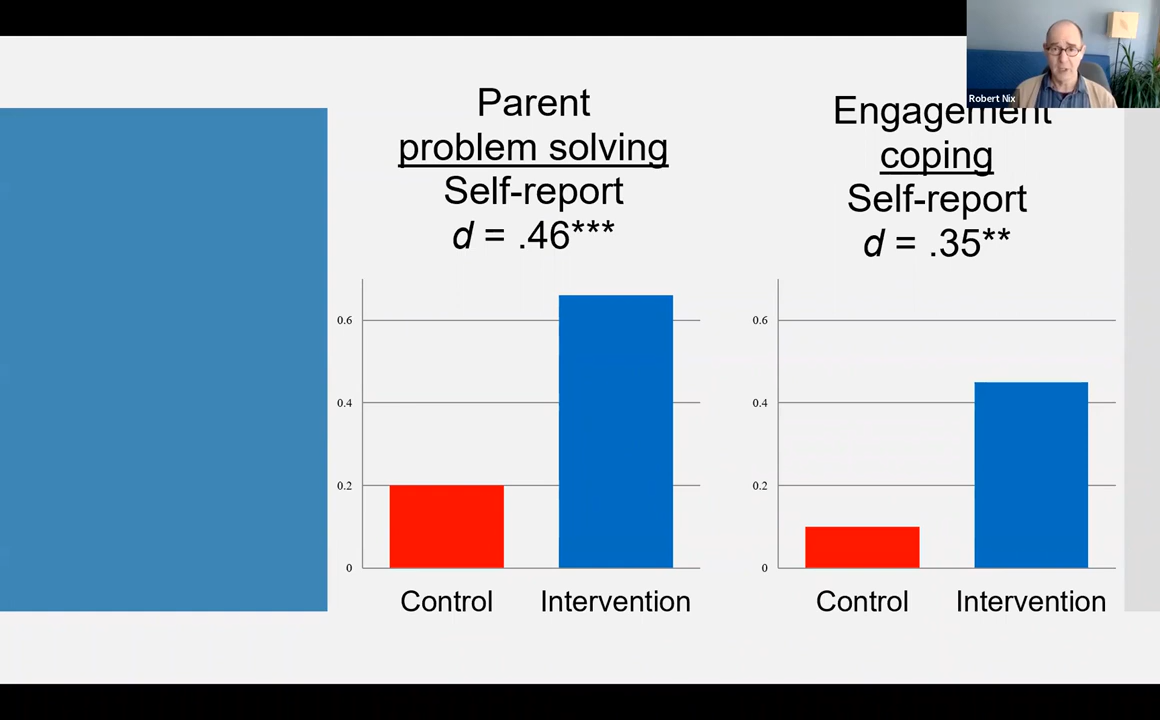 Robert Nix
Parent
problem solving
Self-report
d = .46***
0.6
0.4
0.2
0
Control Intervention
Engagement
coping
Self-report
d = .35**
0.6
0.4
0.2
0
Control Intervention